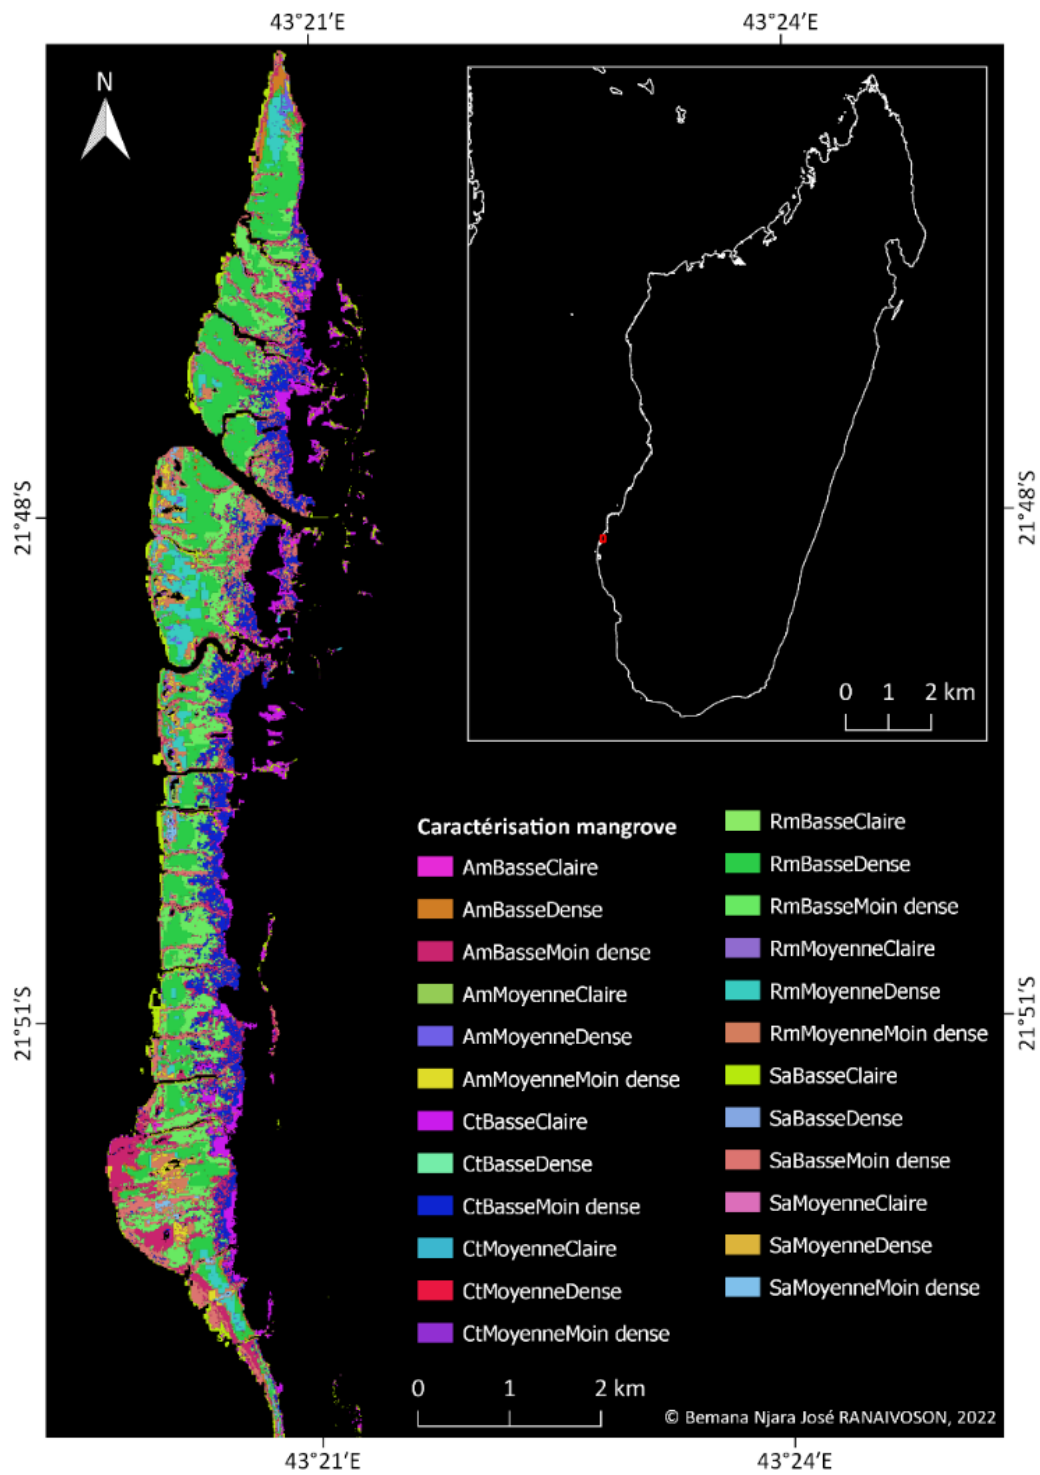 43°21'E 43°24'E
N
21°48'S 21°48'S
0 1 2 km
Caractérisation mangrove
AmBasseClaire
AmBasseDense
AmBasseMoin dense
AmMoyenneClaire
AmMoyenneDense
AmMoyenneMoin dense
CtBasseClaire
CtBasseDense
CtBasseMoin dense
CtMoyenneClaire
CtMoyenneDense
CtMoyenneMoin dense
RmBasseClaire
RmBasseDense
RmBasseMoin dense
RmMoyenneClaire
RmMoyenneDense
RmMoyenneMoin dense
SaBasseClaire
SaBasseDense
SaBasseMoin dense
SaMoyenneClaire
SaMoyenneDense
SaMoyenneMoin dense
21°51'S 21°51'S
0 1 2 km
© Bemana Njara José RANAIVOSON, 2022
43°21'E 43°24'E